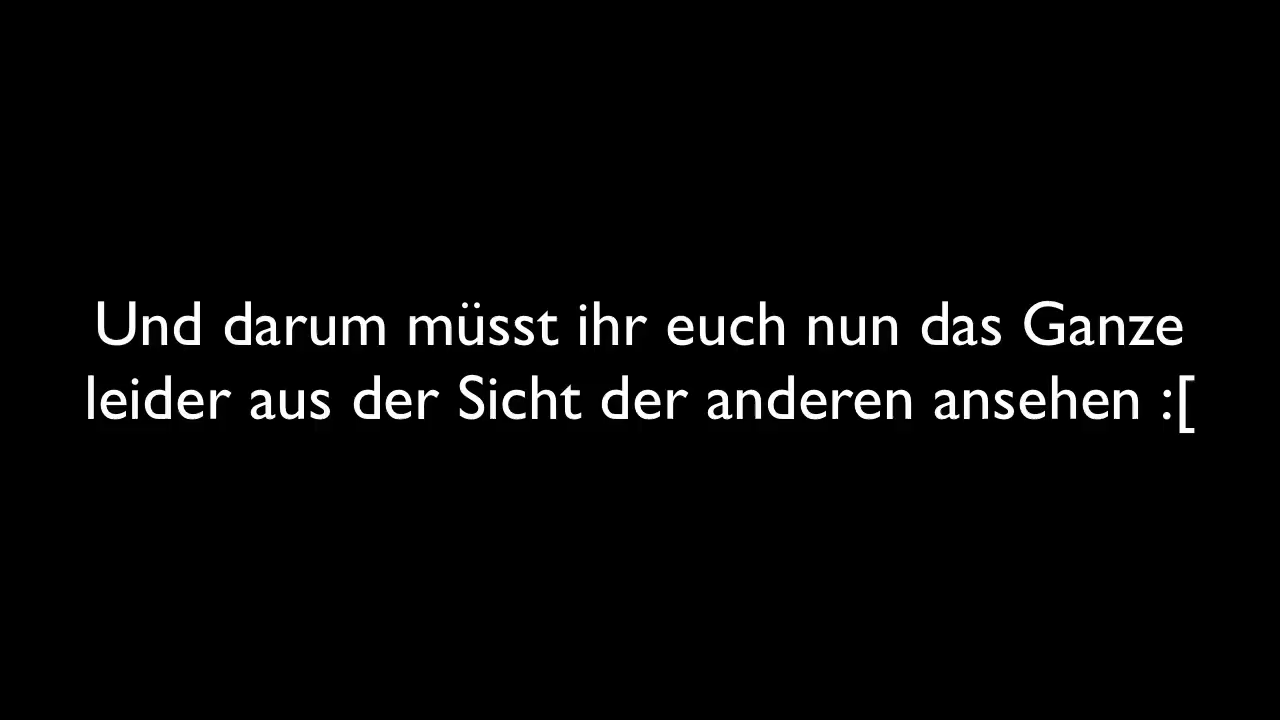 Und darum müsst ihr euch nun das Ganze
leider aus der Sicht der anderen ansehen :[